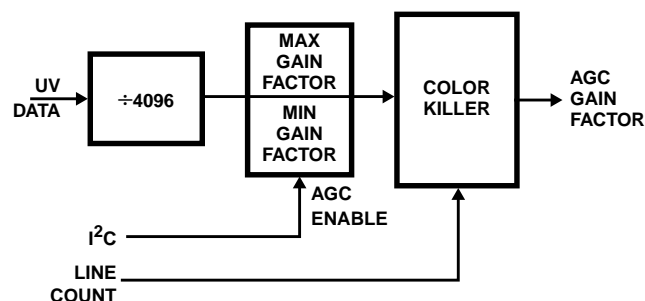 UV
DATA
÷4096
MAX
GAIN
FACTOR
MIN
GAIN
FACTOR
COLOR
KILLER
AGC
GAIN
FACTOR
AGC
ENABLE
I²C
LINE
COUNT